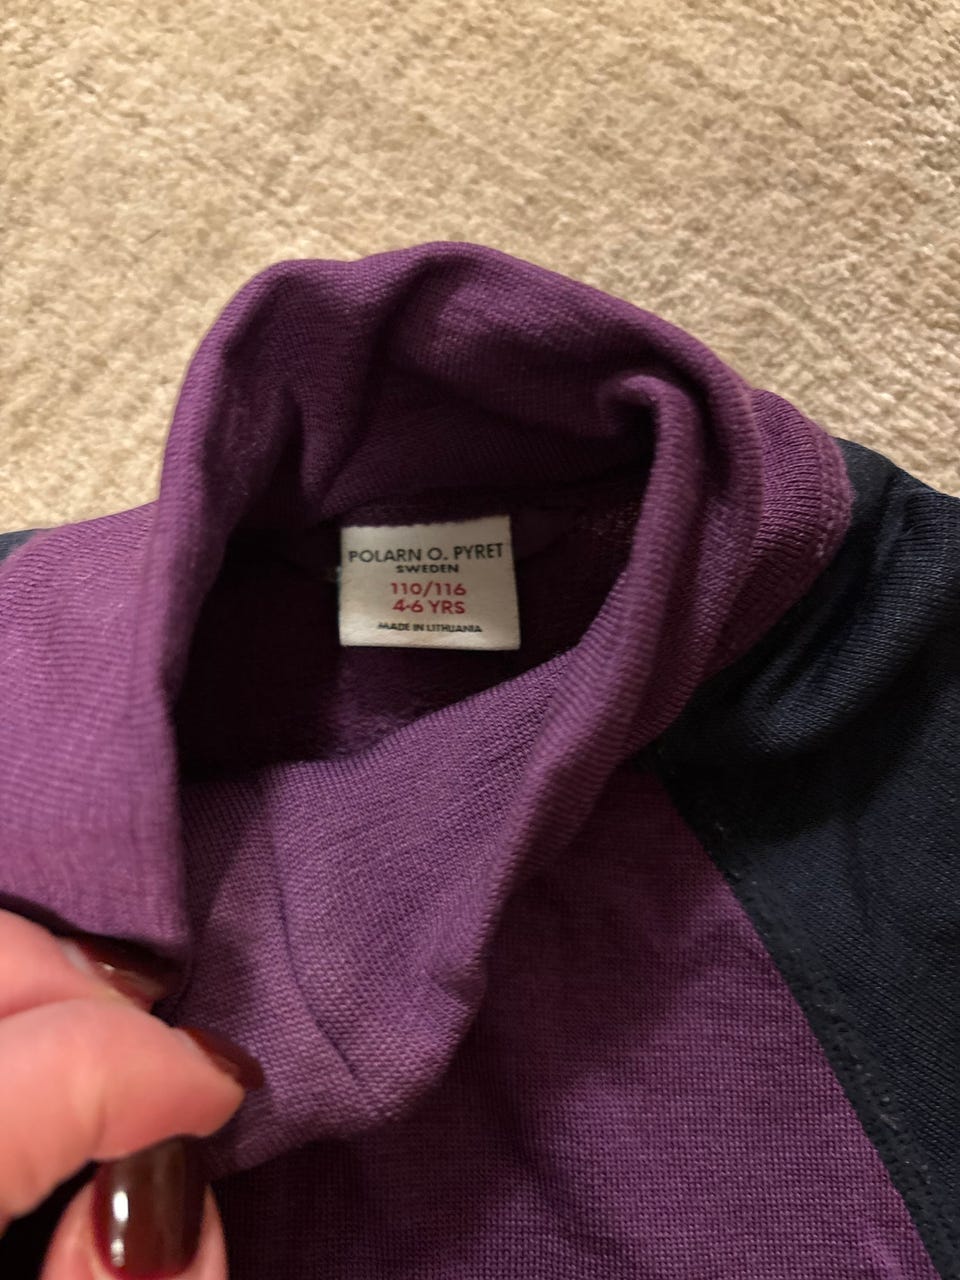 POLARN O. PYRET
SWEDEN
110/116
4-6 YRS
MADE IN LITHUANIA